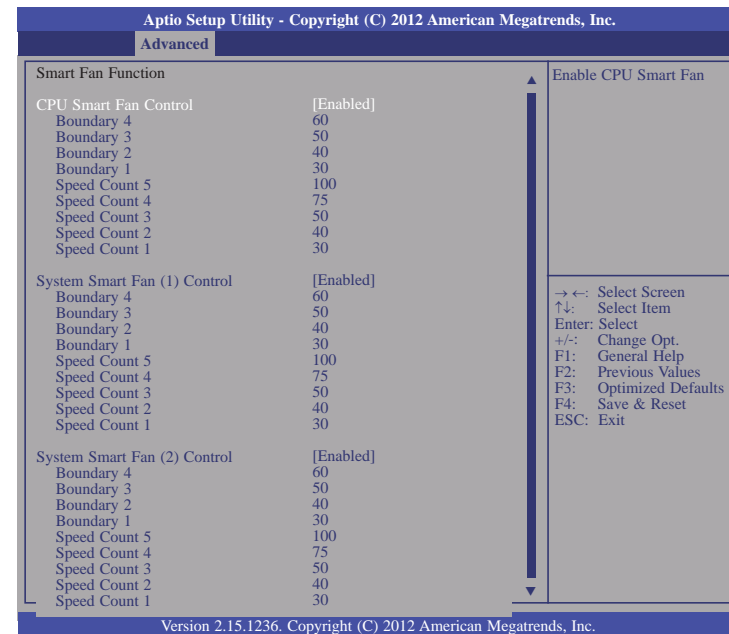 Aptio Setup Utility - Copyright (C) 2012 American Megatrends, Inc.
Advanced
Smart Fan Function
CPU Smart Fan Control [Enabled]
Boundary 4 60
Boundary 3 50
Boundary 2 40
Boundary 1 30
Speed Count 5 100
Speed Count 4 75
Speed Count 3 50
Speed Count 2 40
Speed Count 1 30
System Smart Fan (1) Control [Enabled]
Boundary 4 60
Boundary 3 50
Boundary 2 40
Boundary 1 30
Speed Count 5 100
Speed Count 4 75
Speed Count 3 50
Speed Count 2 40
Speed Count 1 30
System Smart Fan (2) Control [Enabled]
Boundary 4 60
Boundary 3 50
Boundary 2 40
Boundary 1 30
Speed Count 5 100
Speed Count 4 75
Speed Count 3 50
Speed Count 2 40
Speed Count 1 30
Enable CPU Smart Fan
→ ←: Select Screen
↑↓: Select Item
Enter: Select
+/-: Change Opt.
F1: General Help
F2: Previous Values
F3: Optimized Defaults
F4: Save & Reset
ESC: Exit
Version 2.15.1236. Copyright (C) 2012 American Megatrends, Inc.